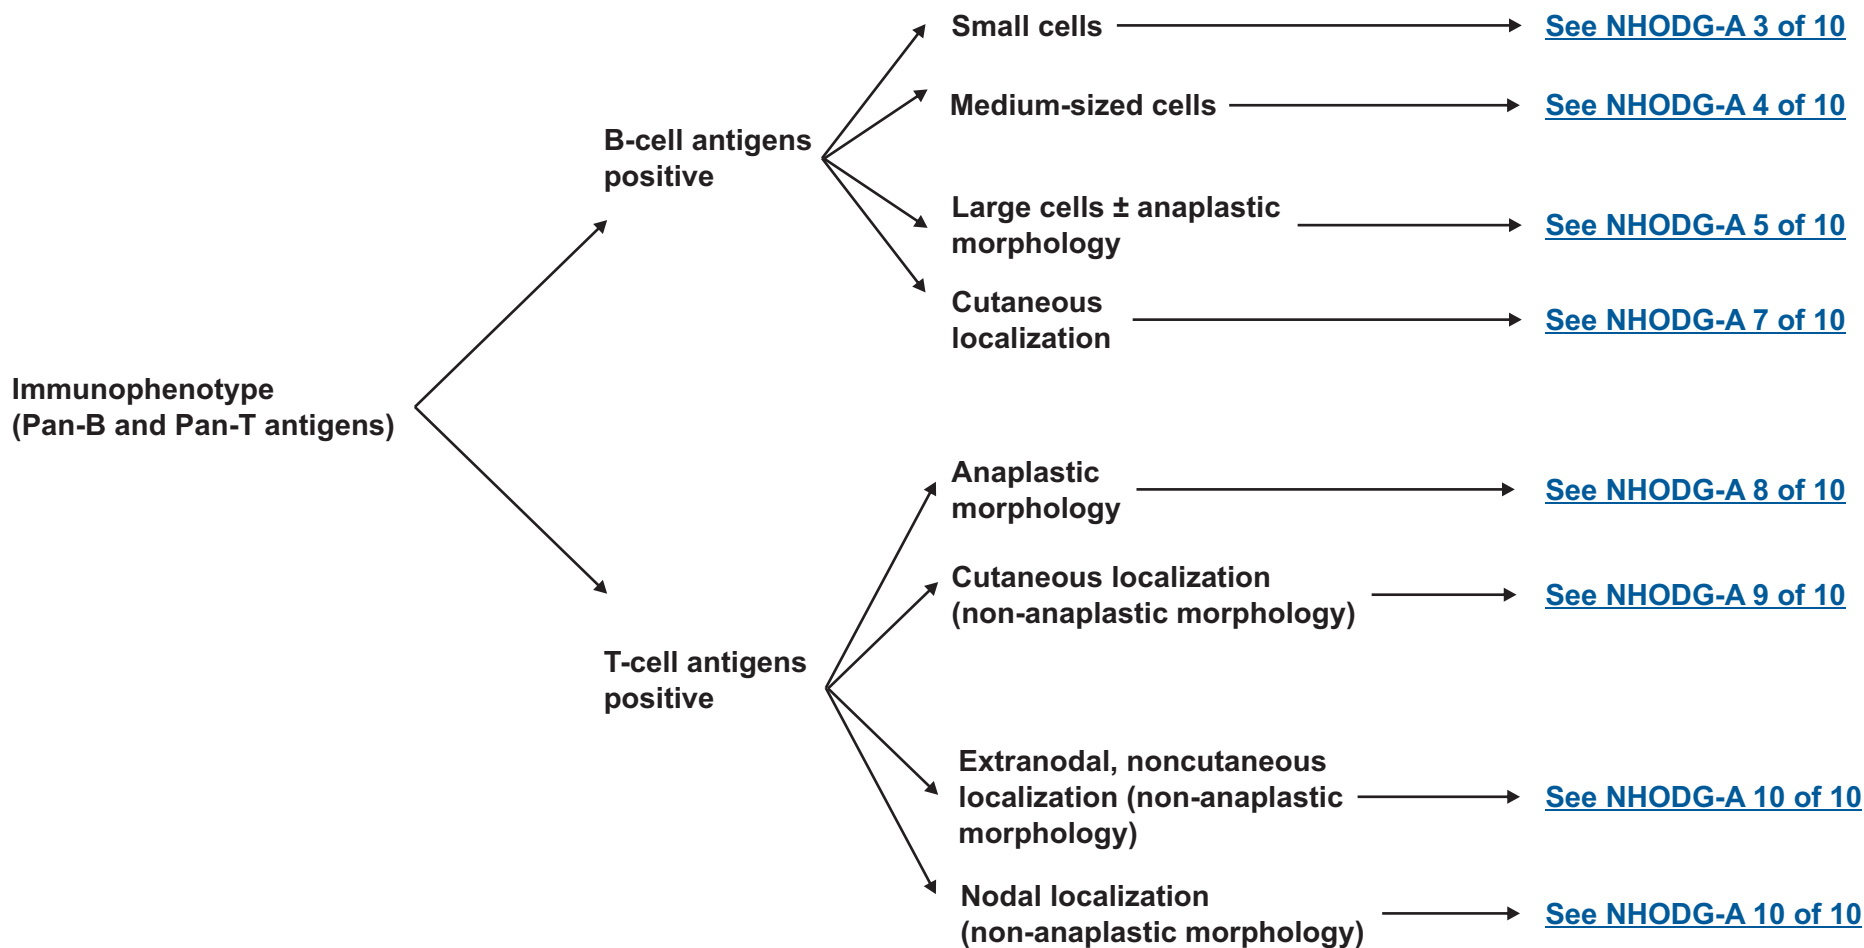 Immunophenotype
(Pan-B and Pan-T antigens)
B-cell antigens
positive
Small cells
See NHODG-A 3 of 10
Medium-sized cells
See NHODG-A 4 of 10
Large cells ± anaplastic
morphology
See NHODG-A 5 of 10
Cutaneous
localization
See NHODG-A 7 of 10
T-cell antigens
positive
Anaplastic
morphology
See NHODG-A 8 of 10
Cutaneous localization
(non-anaplastic morphology)
See NHODG-A 9 of 10
Extranodal, noncutaneous
localization (non-anaplastic
morphology)
See NHODG-A 10 of 10
Nodal localization
(non-anaplastic morphology)
See NHODG-A 10 of 10